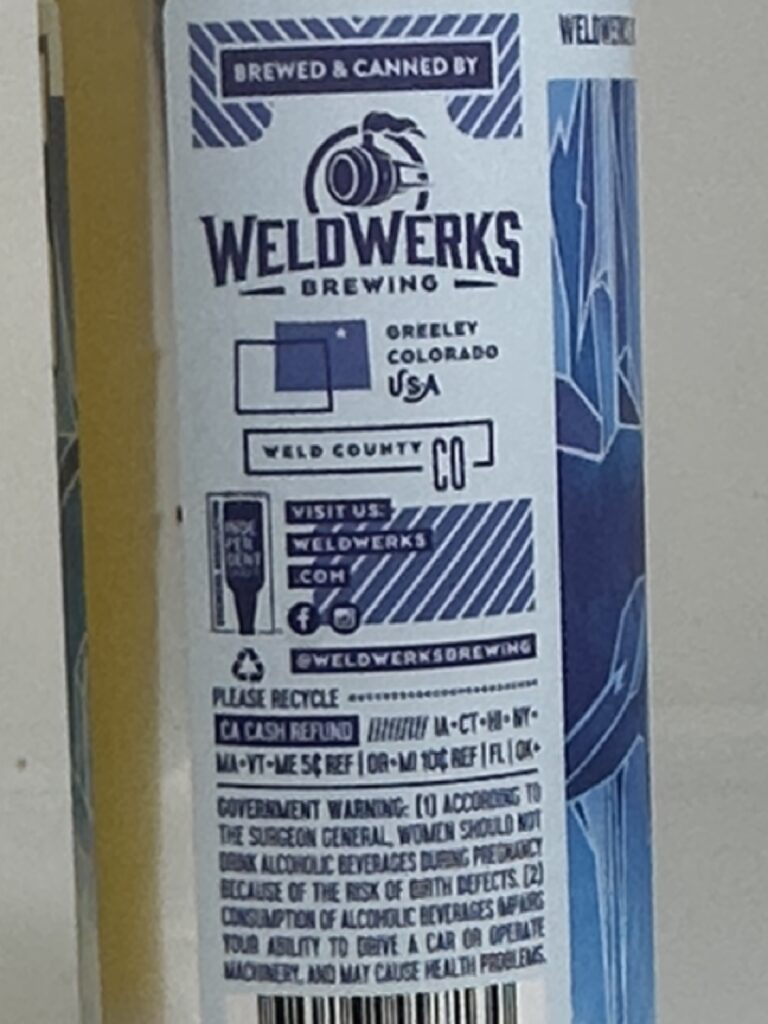 WELDWERKS
BREWED & CANNED BY
WELDWERKS
BREWING
GREELEY
COLORADO
USA
WELD COUNTY CO
INDE
PEN
DENT
VISIT US:
WELDWERKS
.COM
@WELDWERKSBREWING
PLEASE RECYCLE
CA CASH REFUND IA•CT•HI•NY•
MA•VT•ME 5¢ REF | OR•MI 10¢ REF | FL | OK+
GOVERNMENT WARNING: (1) ACCORDING TO
THE SURGEON GENERAL, WOMEN SHOULD NOT
DRINK ALCOHOLIC BEVERAGES DURING PREGNANCY
BECAUSE OF THE RISK OF BIRTH DEFECTS. (2)
CONSUMPTION OF ALCOHOLIC BEVERAGES IMPAIRS
YOUR ABILITY TO DRIVE A CAR OR OPERATE
MACHINERY, AND MAY CAUSE HEALTH PROBLEMS.